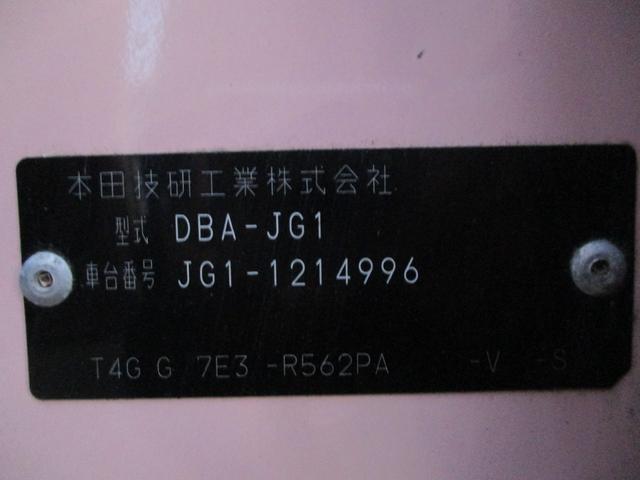 本田技研工業株式会社
型式 DBA-JG1
車台番号 JG1-1214996
T4G G 7E3 -R562PA -V -S